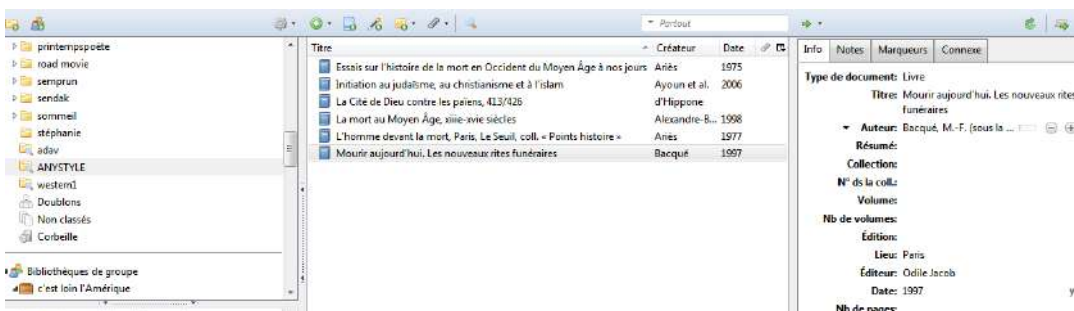 Partout
printempspoète
road movie
semprun
sendak
sommeil
stéphanie
adav
ANYSTYLE
western1
Doublons
Non classés
Corbeille
Bibliothèques de groupe
c'est loin l'Amérique
Titre Créateur Date
Essais sur l'histoire de la mort en Occident du Moyen Âge à nos jours Ariès 1975
Initiation au judaïsme, au christianisme et à l'islam Ayoun et al. 2006
La Cité de Dieu contre les païens, 413/426 d'Hippone
La mort au Moyen Âge, xiiie-xvie siècles Alexandre-B... 1998
L'homme devant la mort, Paris, Le Seuil, coll. « Points histoire » Ariès 1977
Mourir aujourd'hui. Les nouveaux rites funéraires Bacqué 1997
Info Notes Marqueurs Connexe
Type de document: Livre
Titre: Mourir aujourd'hui. Les nouveaux rites
funéraires
Auteur: Bacqué, M.-F. (sous la ...
Résumé:
Collection:
N° ds la coll.:
Volume:
Nb de volumes:
Édition:
Lieu: Paris
Éditeur: Odile Jacob
Date: 1997 y
Nb de pages: